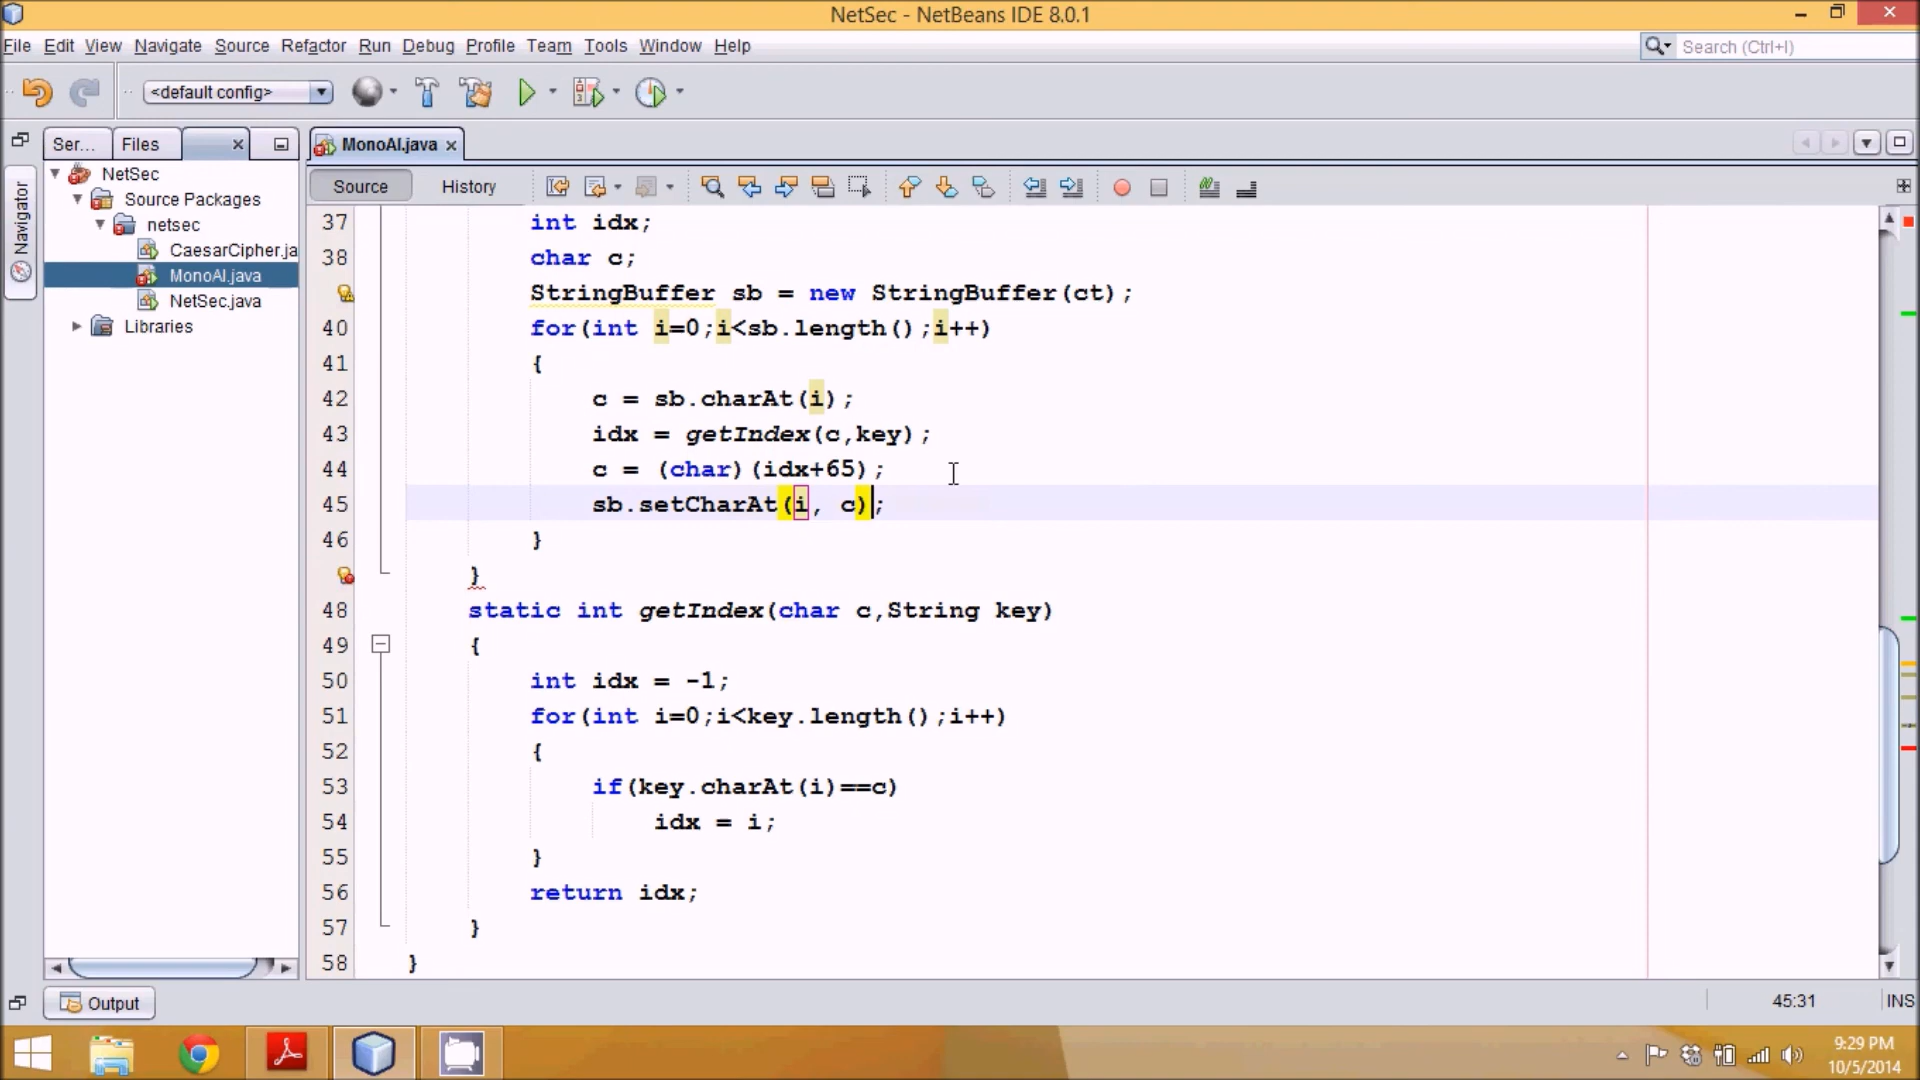 NetSec - NetBeans IDE 8.0.1
File Edit View Navigate Source Refactor Run Debug Profile Team Tools Window Help
Search (Ctrl+I)
<default config>
Ser... Files
MonoAl.java
Navigator
NetSec
Source Packages
netsec
CaesarCipher.ja
MonoAl.java
NetSec.java
Libraries
Source History
37 int idx;
38 char c;
StringBuffer sb = new StringBuffer(ct);
40 for(int i=0;i<sb.length();i++)
41 {
42 c = sb.charAt(i);
43 idx = getIndex(c,key);
44 c = (char)(idx+65);
45 sb.setCharAt(i, c);
46 }
}
48 static int getIndex(char c,String key)
49 {
50 int idx = -1;
51 for(int i=0;i<key.length();i++)
52 {
53 if(key.charAt(i)==c)
54 idx = i;
55 }
56 return idx;
57 }
58 }
Output
45:31 INS
9:29 PM
10/5/2014